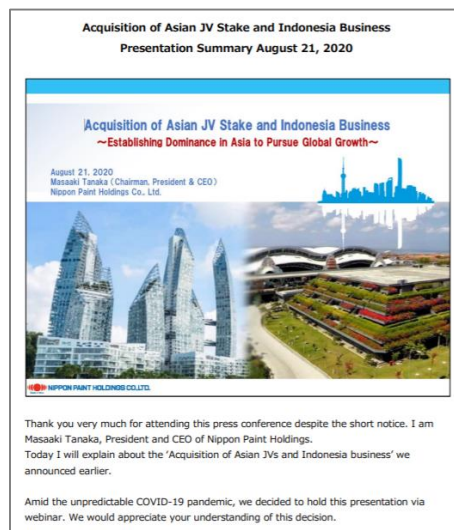 Acquisition of Asian JV Stake and Indonesia Business
Presentation Summary August 21, 2020
Acquisition of Asian JV Stake and Indonesia Business
～Establishing Dominance in Asia to Pursue Global Growth～
August 21, 2020
Masaaki Tanaka (Chairman, President & CEO)
Nippon Paint Holdings Co., Ltd.
NIPPON PAINT HOLDINGS CO.,LTD.
Thank you very much for attending this press conference despite the short notice. I am
Masaaki Tanaka, President and CEO of Nippon Paint Holdings.
Today I will explain about the ‘Acquisition of Asian JVs and Indonesia business’ we
announced earlier.
Amid the unpredictable COVID-19 pandemic, we decided to hold this presentation via
webinar. We would appreciate your understanding of this decision.